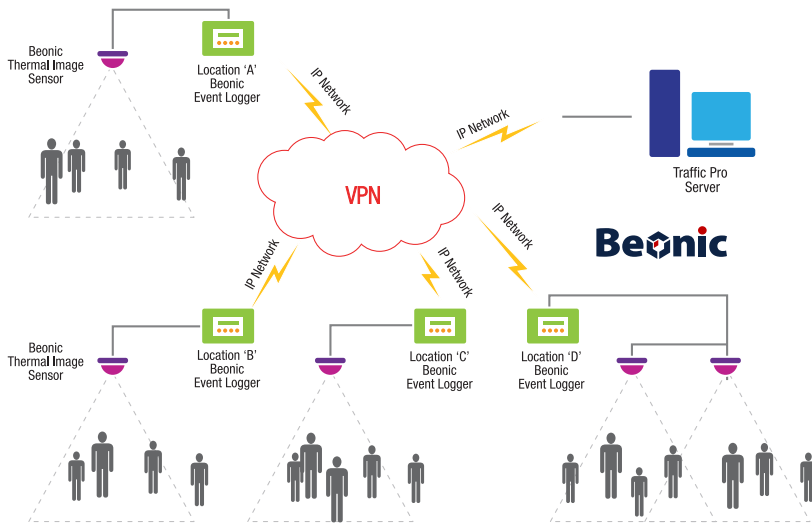 Beonic
Thermal Image
Sensor
Location 'A'
Beonic
Event Logger
IP Network
IP Network
Traffic Pro
Server
VPN
IP Network
Beonic
IP Network
IP Network
Beonic
Thermal Image
Sensor
Location 'B'
Beonic
Event Logger
Location 'C'
Beonic
Event Logger
Location 'D'
Beonic
Event Logger